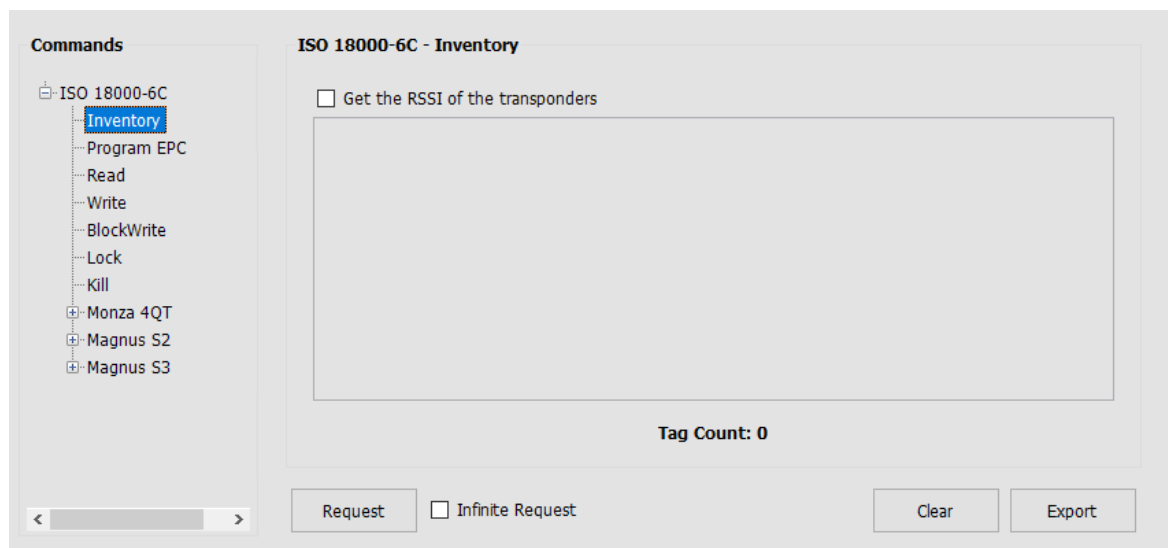 Commands
ISO 18000-6C
Inventory
Program EPC
Read
Write
BlockWrite
Lock
Kill
Monza 4QT
Magnus S2
Magnus S3
ISO 18000-6C - Inventory
Get the RSSI of the transponders
Tag Count: 0
Request
Infinite Request
Clear
Export